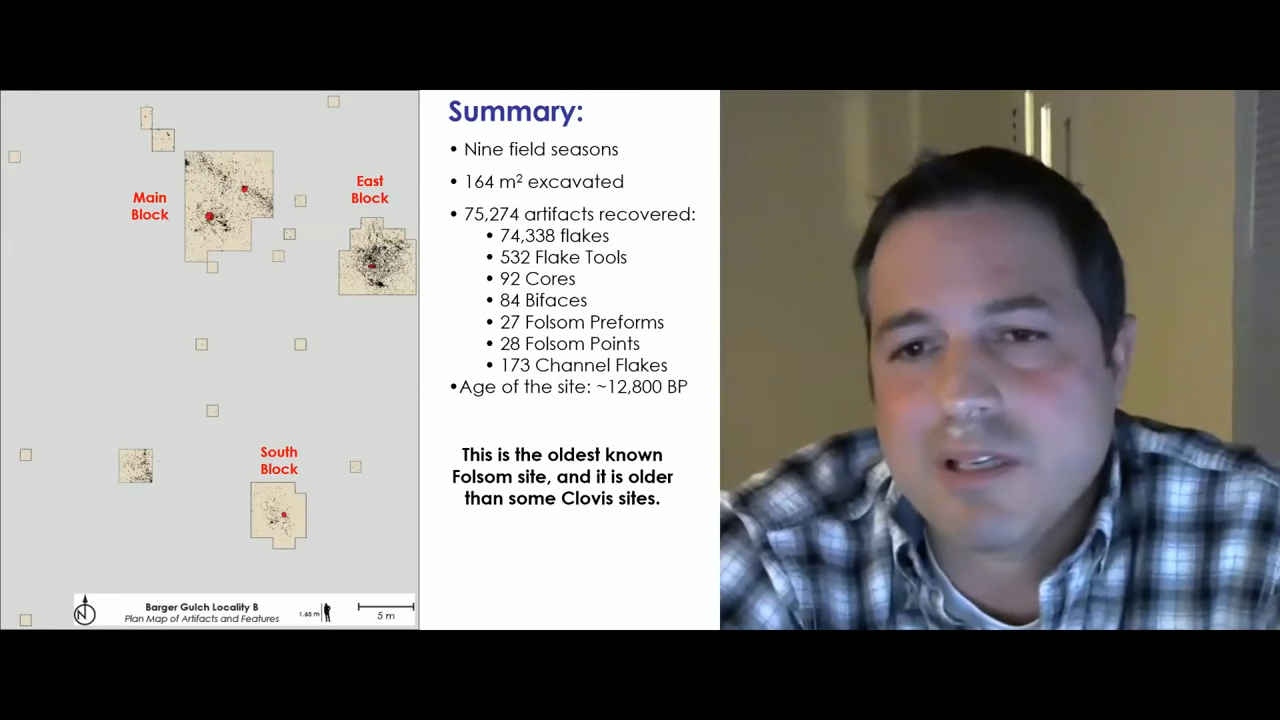 Main
Block
East
Block
South
Block
N
Barger Gulch Locality B
Plan Map of Artifacts and Features
1.65 m
5 m
Summary:
• Nine field seasons
• 164 m² excavated
• 75,274 artifacts recovered:
• 74,338 flakes
• 532 Flake Tools
• 92 Cores
• 84 Bifaces
• 27 Folsom Preforms
• 28 Folsom Points
• 173 Channel Flakes
•Age of the site: ~12,800 BP
This is the oldest known
Folsom site, and it is older
than some Clovis sites.